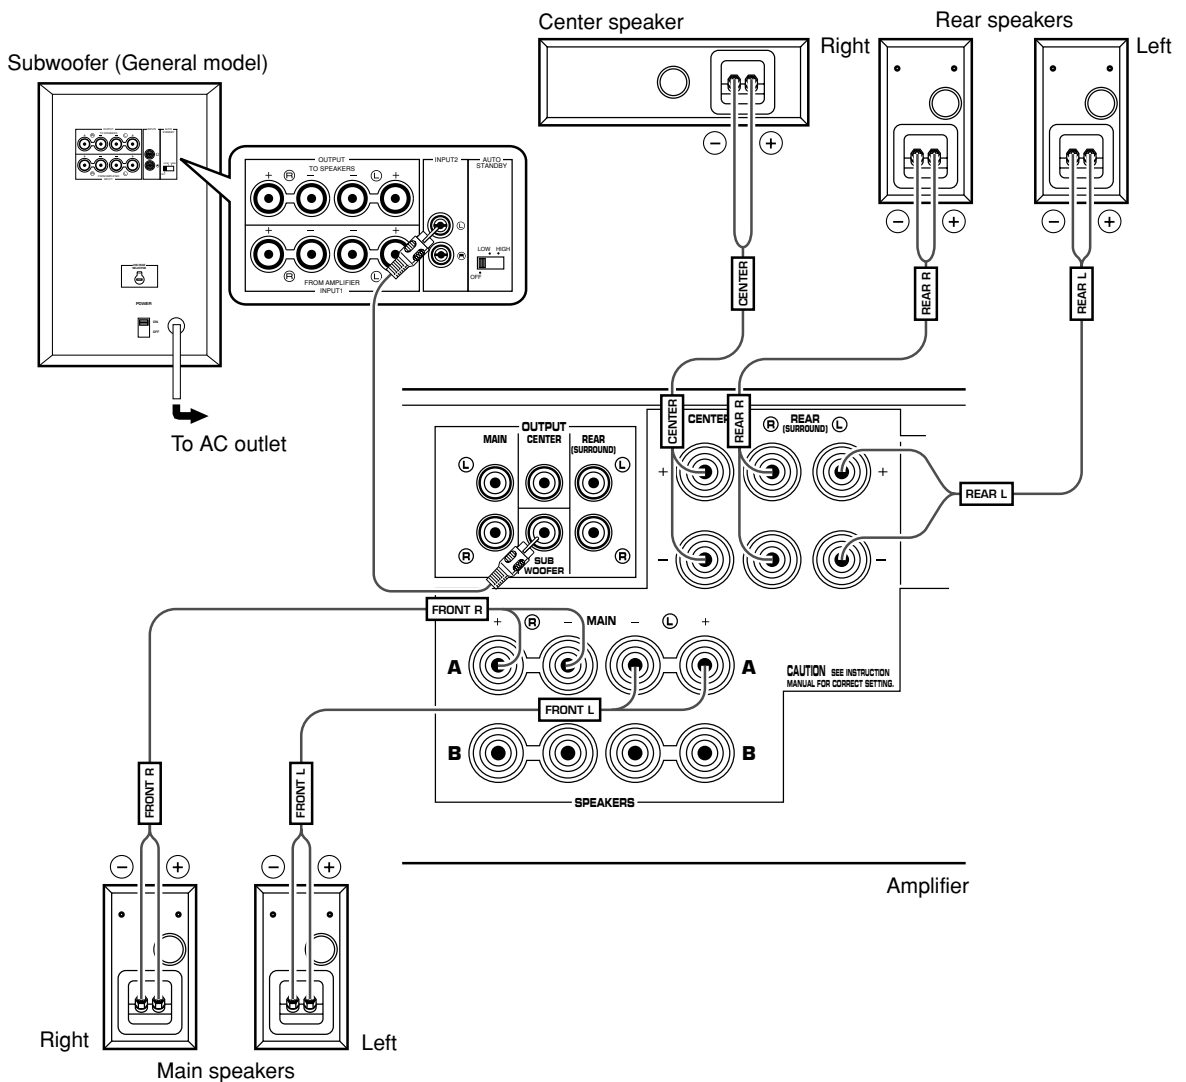 Center speaker
Rear speakers
Right
Left
Subwoofer (General model)
− +
− +
− +
OUTPUT
TO SPEAKERS
+ R − − L +
+ − − +
R L
FROM AMPLIFIER
INPUT1
INPUT2
L
R
AUTO
STANDBY
LOW HIGH
OFF
POWER
ON
OFF
To AC outlet
CENTER
REAR R
REAR L
CENTER
REAR R
REAR L
OUTPUT
MAIN CENTER REAR
(SURROUND)
L L
R R
SUB
WOOFER
CENTER
R REAR L
(SURROUND)
+ +
− −
FRONT R
+ R − MAIN − L +
A A
FRONT L
B B
SPEAKERS
CAUTION SEE INSTRUCTION
MANUAL FOR CORRECT SETTING.
Amplifier
FRONT R
FRONT L
− +
− +
Right
Left
Main speakers